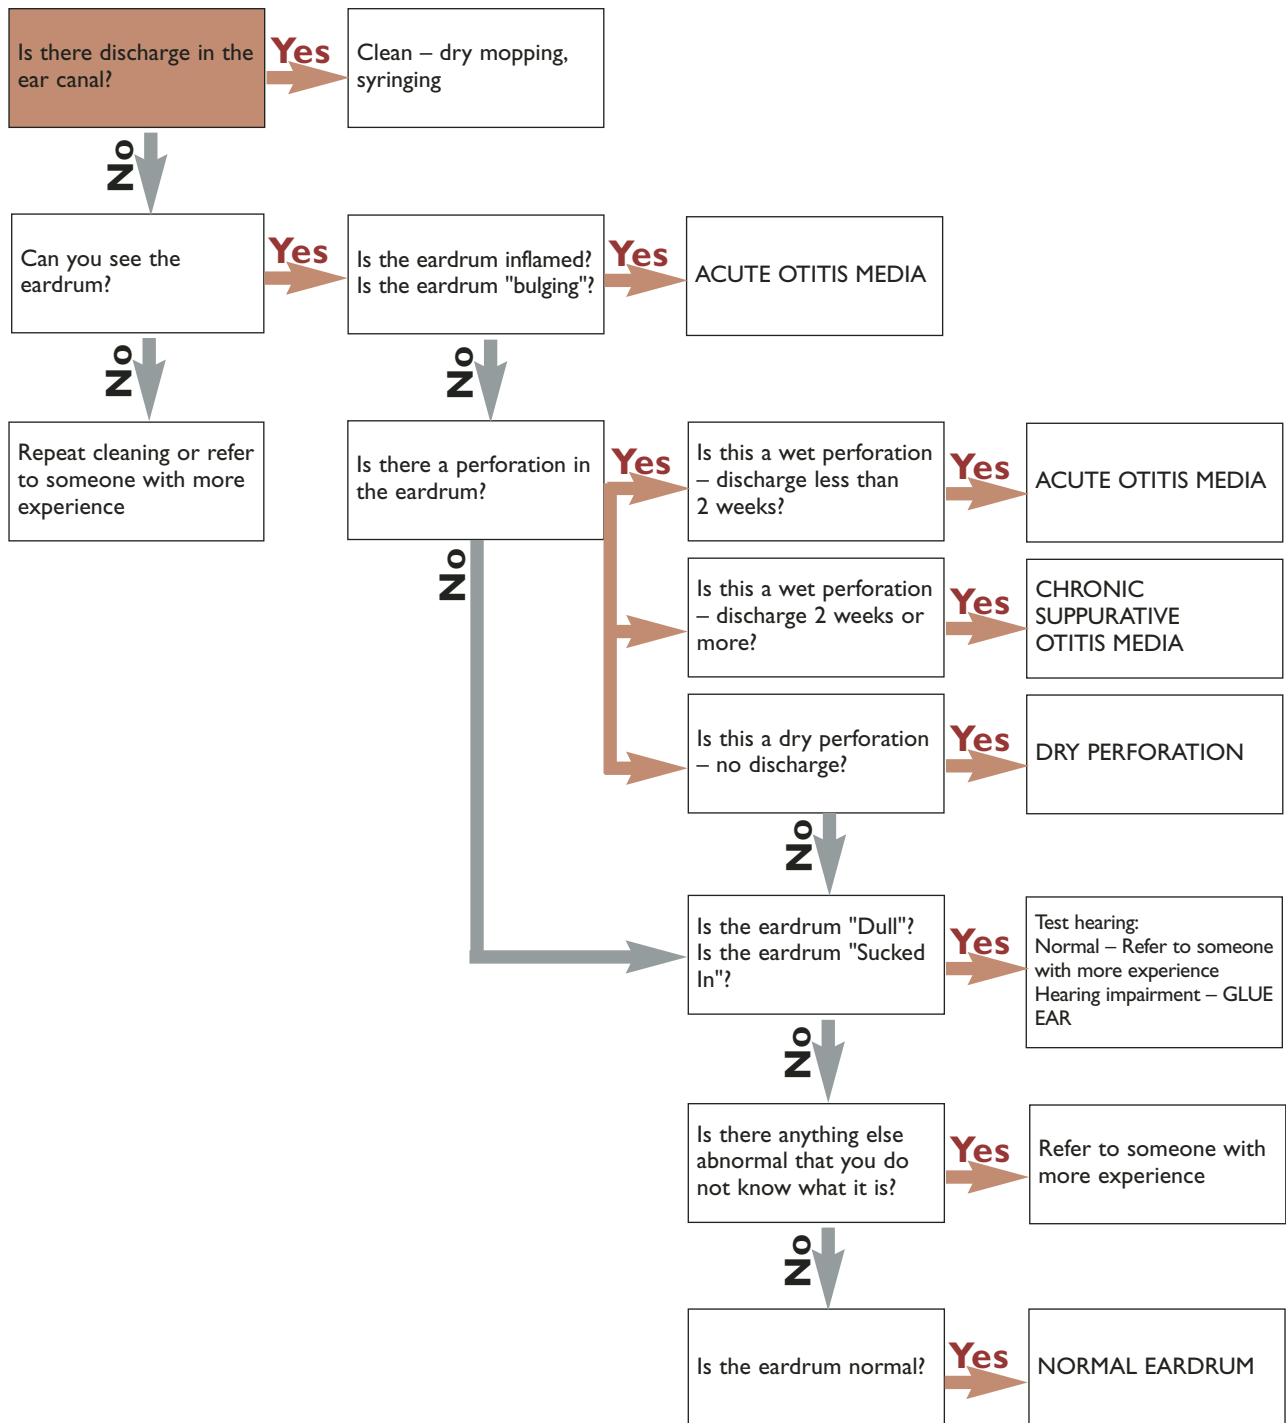 Is there discharge in the
ear canal?
Yes
Clean – dry mopping,
syringing
No
Can you see the
eardrum?
Yes
Is the eardrum inflamed?
Is the eardrum "bulging"?
Yes
ACUTE OTITIS MEDIA
No
No
Repeat cleaning or refer
to someone with more
experience
Is there a perforation in
the eardrum?
Yes
Is this a wet perforation
– discharge less than
2 weeks?
Yes
ACUTE OTITIS MEDIA
No
Is this a wet perforation
– discharge 2 weeks or
more?
Yes
CHRONIC
SUPPURATIVE
OTITIS MEDIA
Is this a dry perforation
– no discharge?
Yes
DRY PERFORATION
No
Is the eardrum "Dull"?
Is the eardrum "Sucked
In"?
Yes
Test hearing:
Normal – Refer to someone
with more experience
Hearing impairment – GLUE
EAR
No
Is there anything else
abnormal that you do
not know what it is?
Yes
Refer to someone with
more experience
No
Is the eardrum normal?
Yes
NORMAL EARDRUM